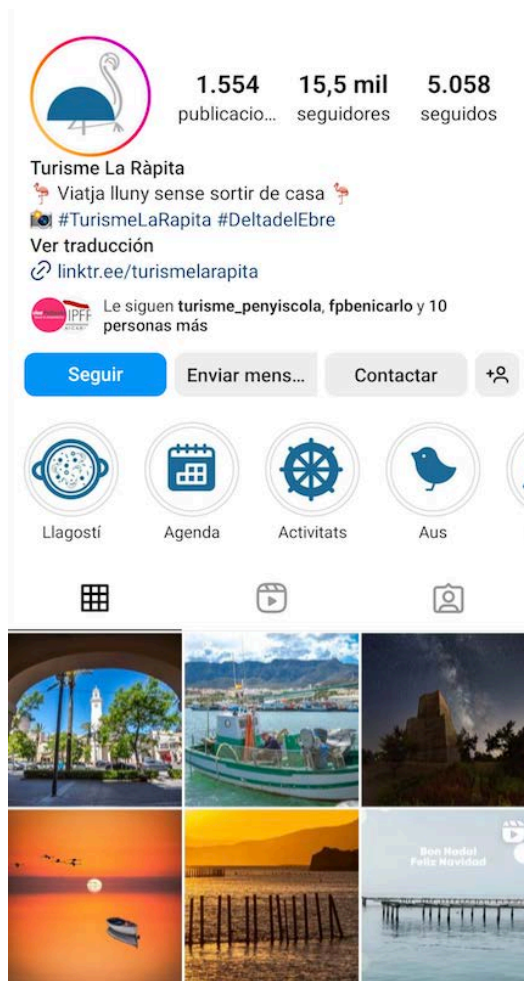 1.554 15,5 mil 5.058
publicacio... seguidores seguidos
Turisme La Ràpita
🦩 Viatja lluny sense sortir de casa 🦩
📸 #TurismeLaRapita #DeltadelEbre
Ver traducción
linktr.ee/turismelarapita
Le siguen turisme_penyiscola, fpbenicarlo y 10
personas más
IPFF
Seguir Enviar mens... Contactar
Llagostí Agenda Activitats Aus
Bon Nadal
Feliz Navidad